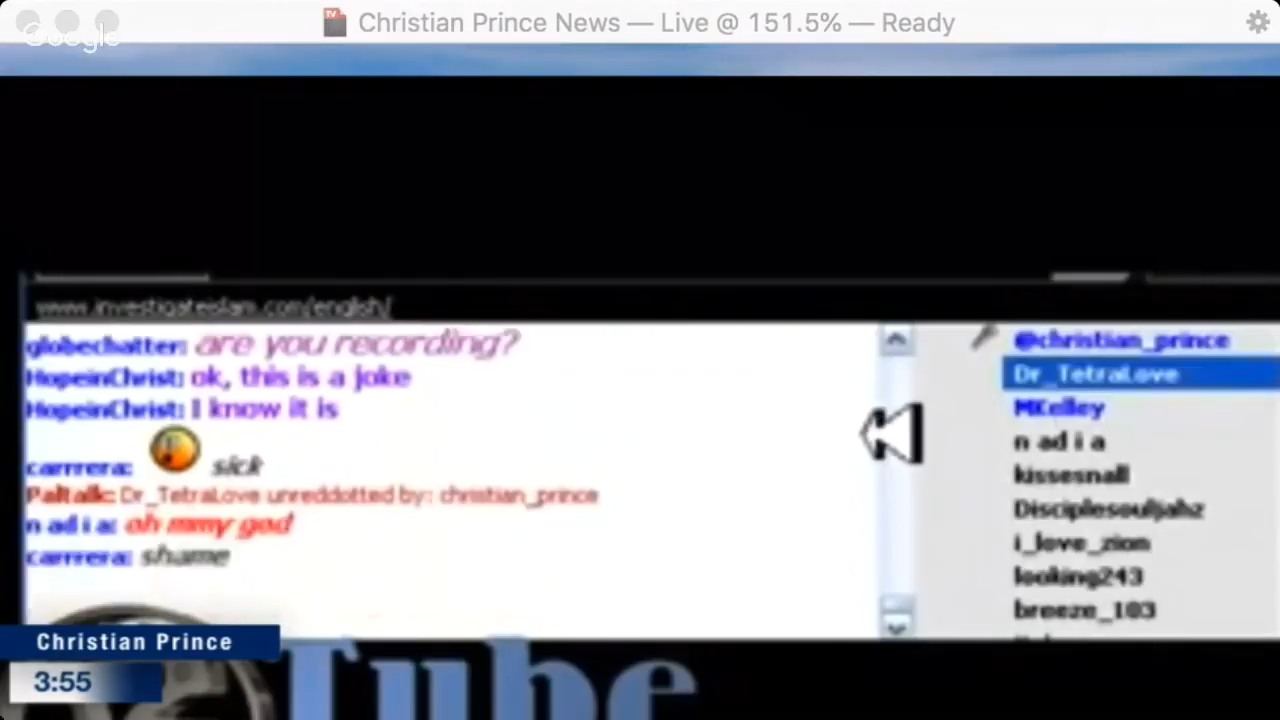 Christian Prince News — Live @ 151.5% — Ready
Google
www.investigateislam.com/english/
globechatter: are you recording?
HopeinChrist: ok, this is a joke
HopeinChrist: I know it is
carrrera: sick
Paltalk: Dr_TetraLove unreddotted by: christian_prince
n ad i a: oh mmy god
carrrera: shame
@christian_prince
Dr_TetraLove
MKelley
n ad i a
kissesnall
Disciplesouljahz
i_love_zion
looking243
breeze_103
Christian Prince
3:55
Tube